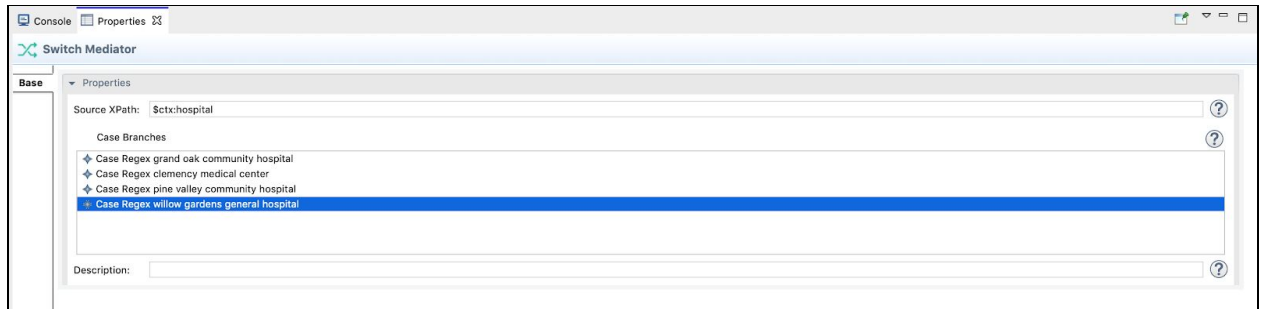 Console Properties
Switch Mediator
Base
Properties
Source XPath: $ctx:hospital
Case Branches
Case Regex grand oak community hospital
Case Regex clemency medical center
Case Regex pine valley community hospital
Case Regex willow gardens general hospital
Description: